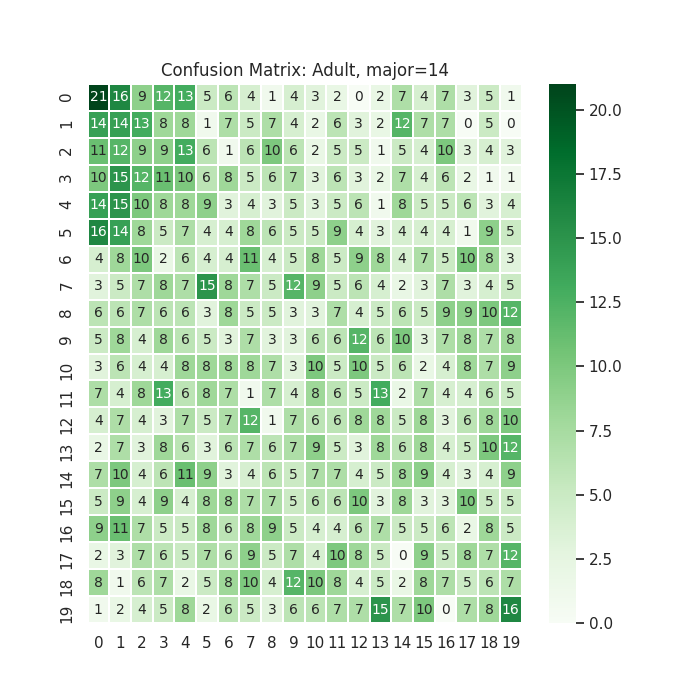 Confusion Matrix: Adult, major=14
0 21 16 9 12 13 5 6 4 1 4 3 2 0 2 7 4 7 3 5 1
1 14 14 13 8 8 1 7 5 7 4 2 6 3 2 12 7 7 0 5 0
2 11 12 9 9 13 6 1 6 10 6 2 5 5 1 5 4 10 3 4 3
3 10 15 12 11 10 6 8 5 6 7 3 6 3 2 7 4 6 2 1 1
4 14 15 10 8 8 9 3 4 3 5 3 5 6 1 8 5 5 6 3 4
5 16 14 8 5 7 4 4 8 6 5 5 9 4 3 4 4 4 1 9 5
6 4 8 10 2 6 4 4 11 4 5 8 5 9 8 4 7 5 10 8 3
7 3 5 7 8 7 15 8 7 5 12 9 5 6 4 2 3 7 3 4 5
8 6 6 7 6 6 3 8 5 5 3 3 7 4 5 6 5 9 9 10 12
9 5 8 4 8 6 5 3 7 3 3 6 6 12 6 10 3 7 8 7 8
10 3 6 4 4 8 8 8 8 7 3 10 5 10 5 6 2 4 8 7 9
11 7 4 8 13 6 8 7 1 7 4 8 6 5 13 2 7 4 4 6 5
12 4 7 4 3 7 5 7 12 1 7 6 6 8 8 5 8 3 6 8 10
13 2 7 3 8 6 3 6 7 6 7 9 5 3 8 6 8 4 5 10 12
14 7 10 4 6 11 9 3 4 6 5 7 7 4 5 8 9 4 3 4 9
15 5 9 4 9 4 8 8 7 7 5 6 6 10 3 8 3 3 10 5 5
16 9 11 7 5 5 8 6 8 9 5 4 4 6 7 5 5 6 2 8 5
17 2 3 7 6 5 7 6 9 5 7 4 10 8 5 0 9 5 8 7 12
18 8 1 6 7 2 5 8 10 4 12 10 8 4 5 2 8 7 5 6 7
19 1 2 4 5 8 2 6 5 3 6 6 7 7 15 7 10 0 7 8 16
0 1 2 3 4 5 6 7 8 9 10 11 12 13 14 15 16 17 18 19
20.0
17.5
15.0
12.5
10.0
7.5
5.0
2.5
0.0